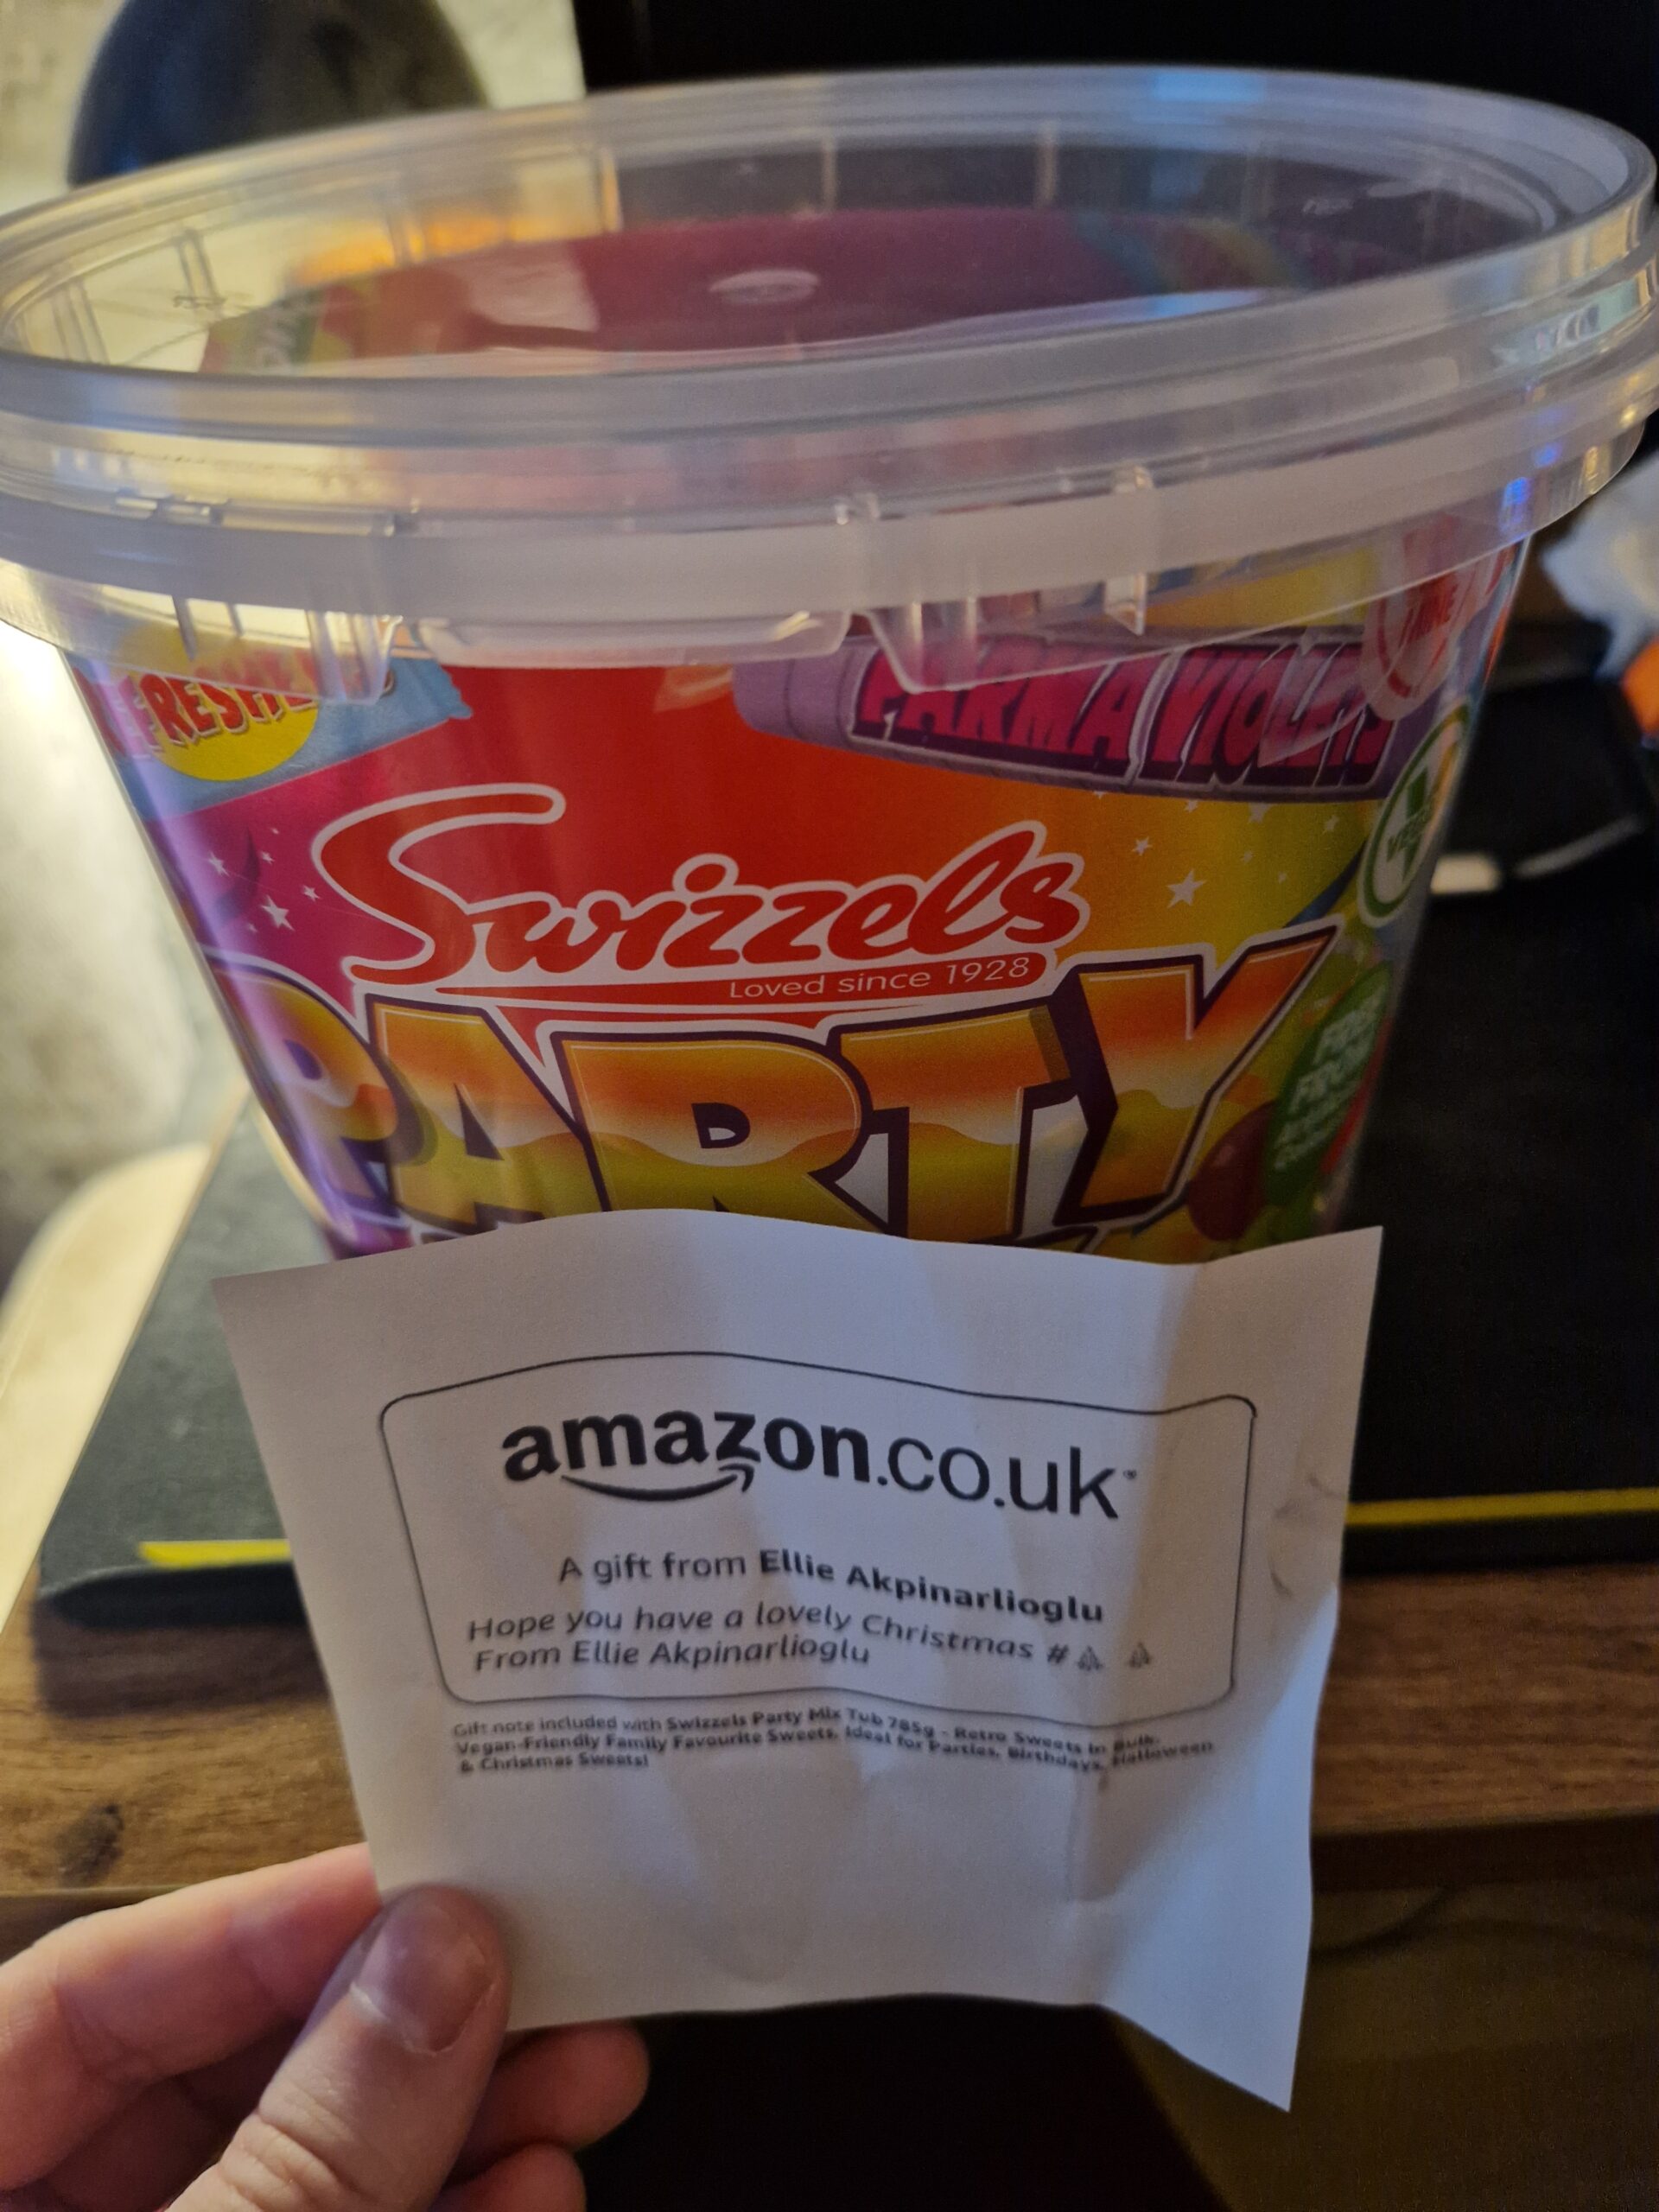 REFRESHERS
PARMA VIOLETS
Swizzels
Loved since 1928
PARTY
FREE
FROM
amazon.co.uk
A gift from Ellie Akpinarlioglu
Hope you have a lovely Christmas #🎄 🎄
From Ellie Akpinarlioglu
Gift note included with Swizzels Party Mix Tub 785g - Retro Sweets in Bulk.
Vegan-Friendly Family Favourite Sweets. Ideal for Parties, Birthdays, Halloween
& Christmas Sweets!